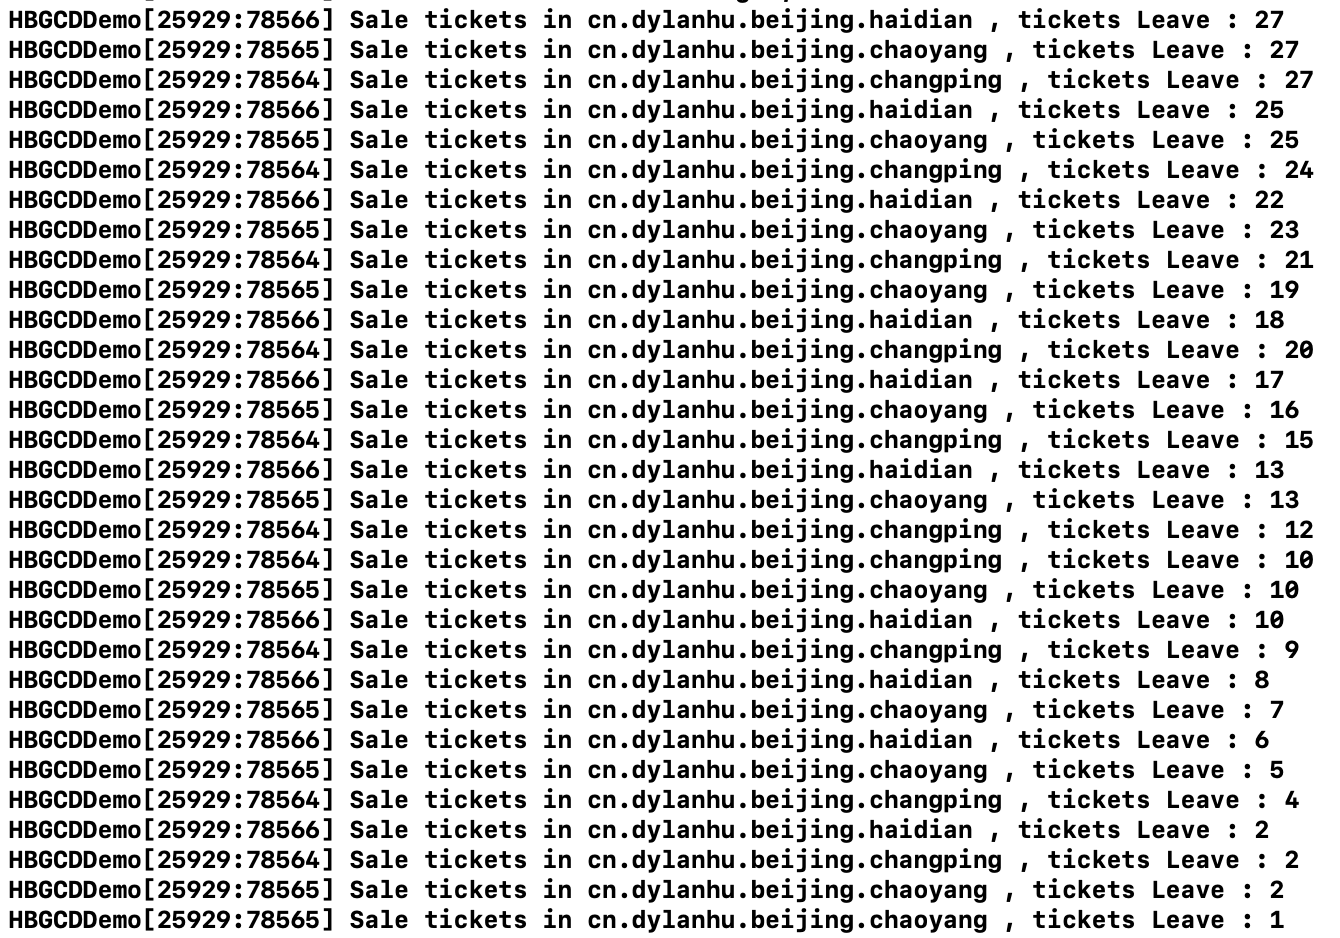 HBGCDDemo[25929:78566] Sale tickets in cn.dylanhu.beijing.haidian , tickets Leave : 27
HBGCDDemo[25929:78565] Sale tickets in cn.dylanhu.beijing.chaoyang , tickets Leave : 27
HBGCDDemo[25929:78564] Sale tickets in cn.dylanhu.beijing.changping , tickets Leave : 27
HBGCDDemo[25929:78566] Sale tickets in cn.dylanhu.beijing.haidian , tickets Leave : 25
HBGCDDemo[25929:78565] Sale tickets in cn.dylanhu.beijing.chaoyang , tickets Leave : 25
HBGCDDemo[25929:78564] Sale tickets in cn.dylanhu.beijing.changping , tickets Leave : 24
HBGCDDemo[25929:78566] Sale tickets in cn.dylanhu.beijing.haidian , tickets Leave : 22
HBGCDDemo[25929:78565] Sale tickets in cn.dylanhu.beijing.chaoyang , tickets Leave : 23
HBGCDDemo[25929:78564] Sale tickets in cn.dylanhu.beijing.changping , tickets Leave : 21
HBGCDDemo[25929:78565] Sale tickets in cn.dylanhu.beijing.chaoyang , tickets Leave : 19
HBGCDDemo[25929:78566] Sale tickets in cn.dylanhu.beijing.haidian , tickets Leave : 18
HBGCDDemo[25929:78564] Sale tickets in cn.dylanhu.beijing.changping , tickets Leave : 20
HBGCDDemo[25929:78566] Sale tickets in cn.dylanhu.beijing.haidian , tickets Leave : 17
HBGCDDemo[25929:78565] Sale tickets in cn.dylanhu.beijing.chaoyang , tickets Leave : 16
HBGCDDemo[25929:78564] Sale tickets in cn.dylanhu.beijing.changping , tickets Leave : 15
HBGCDDemo[25929:78566] Sale tickets in cn.dylanhu.beijing.haidian , tickets Leave : 13
HBGCDDemo[25929:78565] Sale tickets in cn.dylanhu.beijing.chaoyang , tickets Leave : 13
HBGCDDemo[25929:78564] Sale tickets in cn.dylanhu.beijing.changping , tickets Leave : 12
HBGCDDemo[25929:78564] Sale tickets in cn.dylanhu.beijing.changping , tickets Leave : 10
HBGCDDemo[25929:78565] Sale tickets in cn.dylanhu.beijing.chaoyang , tickets Leave : 10
HBGCDDemo[25929:78566] Sale tickets in cn.dylanhu.beijing.haidian , tickets Leave : 10
HBGCDDemo[25929:78564] Sale tickets in cn.dylanhu.beijing.changping , tickets Leave : 9
HBGCDDemo[25929:78566] Sale tickets in cn.dylanhu.beijing.haidian , tickets Leave : 8
HBGCDDemo[25929:78565] Sale tickets in cn.dylanhu.beijing.chaoyang , tickets Leave : 7
HBGCDDemo[25929:78566] Sale tickets in cn.dylanhu.beijing.haidian , tickets Leave : 6
HBGCDDemo[25929:78565] Sale tickets in cn.dylanhu.beijing.chaoyang , tickets Leave : 5
HBGCDDemo[25929:78564] Sale tickets in cn.dylanhu.beijing.changping , tickets Leave : 4
HBGCDDemo[25929:78566] Sale tickets in cn.dylanhu.beijing.haidian , tickets Leave : 2
HBGCDDemo[25929:78564] Sale tickets in cn.dylanhu.beijing.changping , tickets Leave : 2
HBGCDDemo[25929:78565] Sale tickets in cn.dylanhu.beijing.chaoyang , tickets Leave : 2
HBGCDDemo[25929:78565] Sale tickets in cn.dylanhu.beijing.chaoyang , tickets Leave : 1